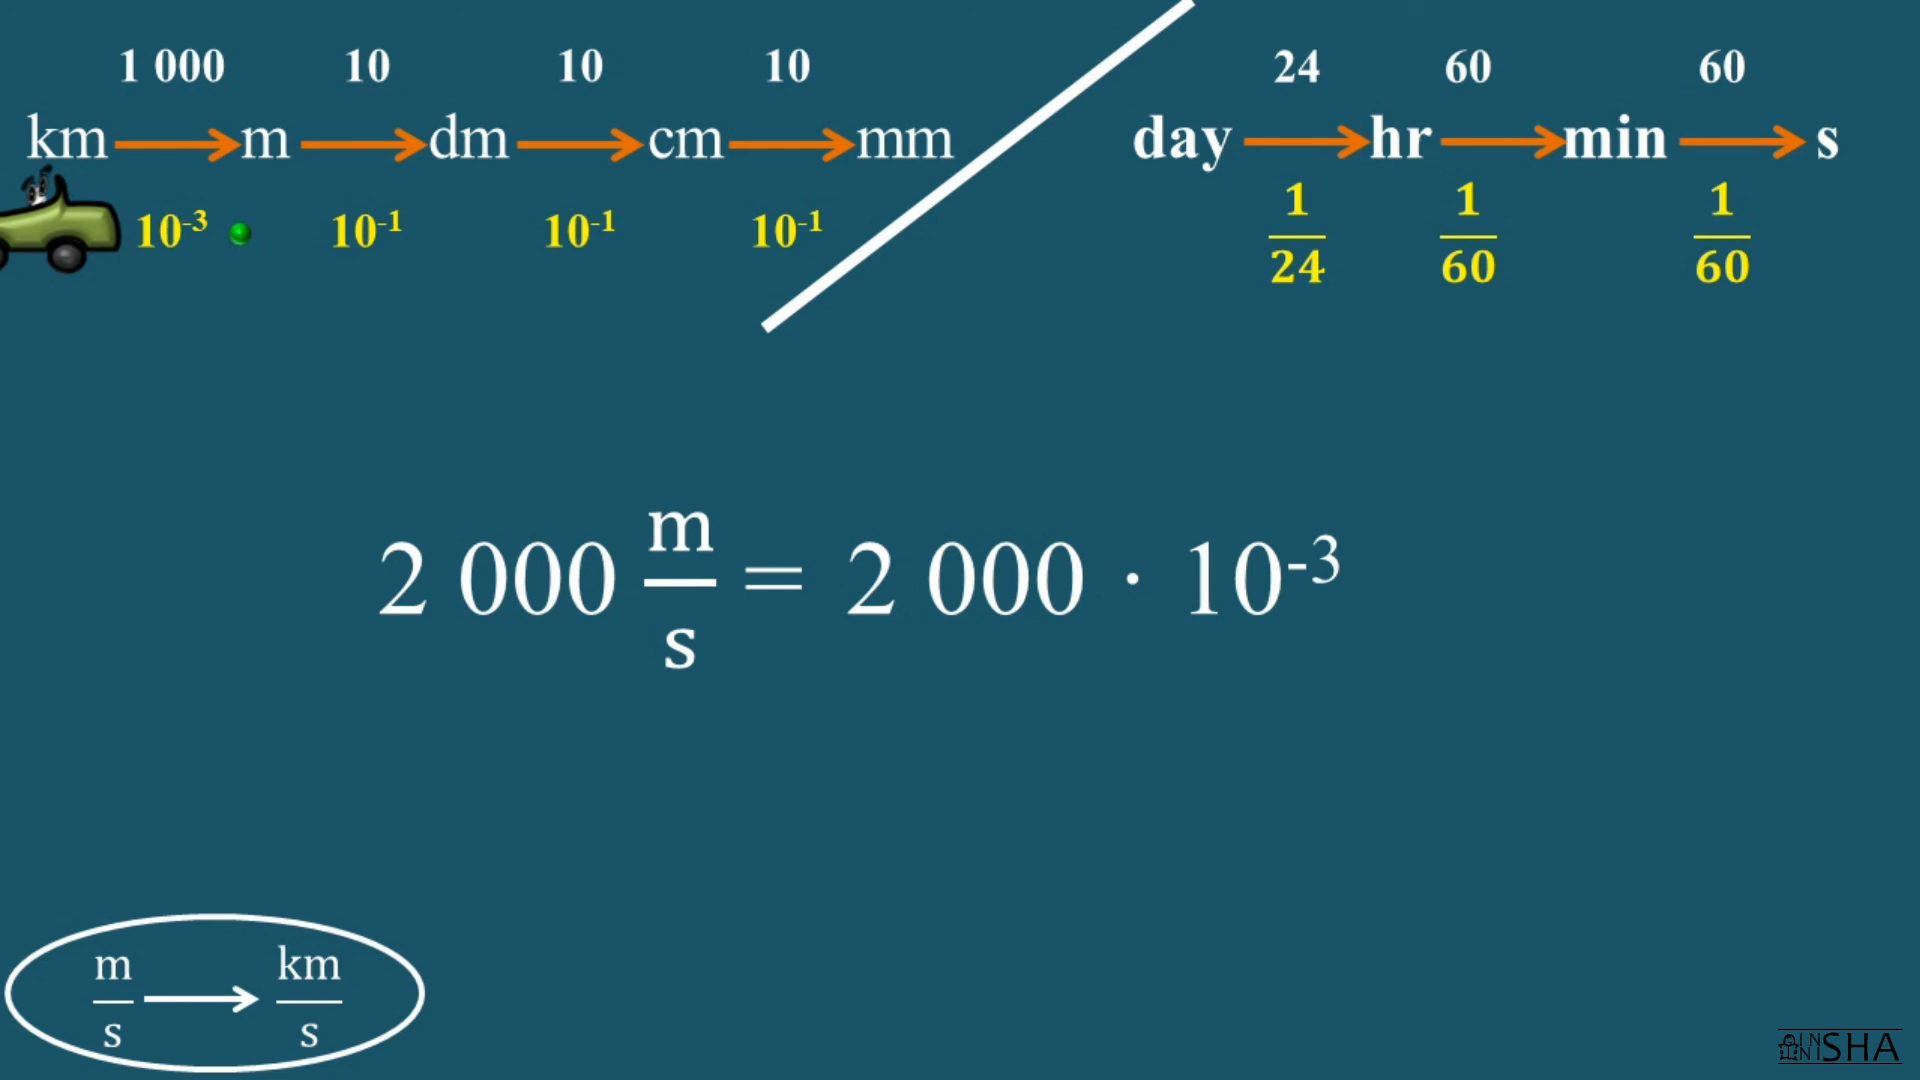 1 000 10 10 10 24 60 60
km m dm cm mm day hr min s
10⁻³ 10⁻¹ 10⁻¹ 10⁻¹ 1/24 1/60 1/60
2 000 m/s = 2 000 · 10⁻³
m/s km/s
SHA